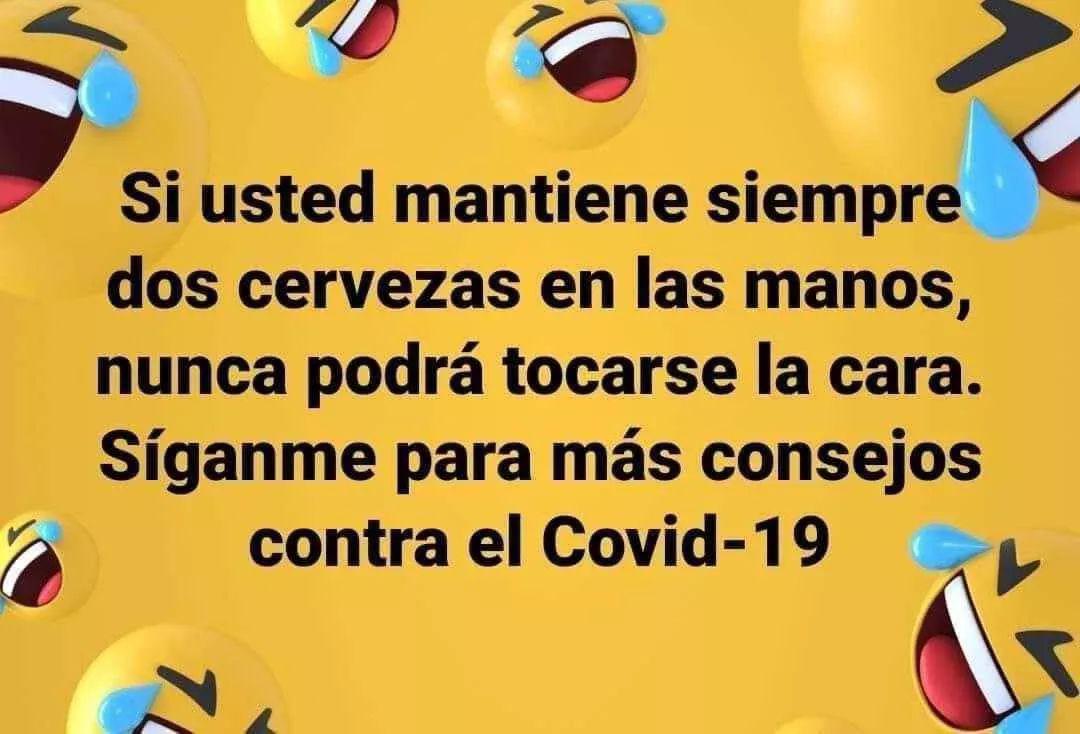 Si usted mantiene siempre
dos cervezas en las manos,
nunca podrá tocarse la cara.
Síganme para más consejos
contra el Covid-19